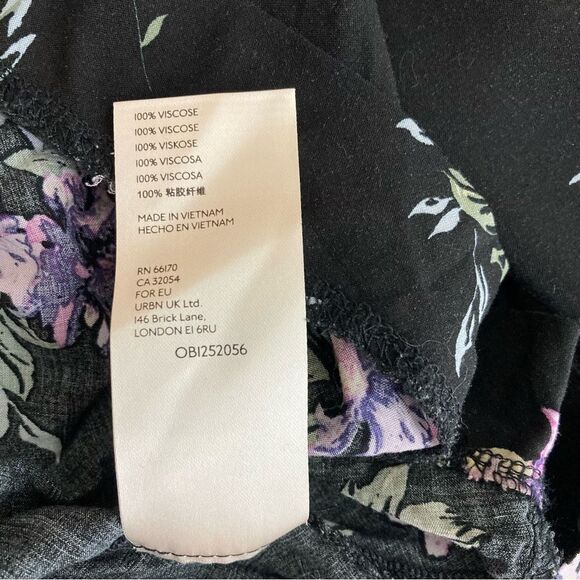 100% VISCOSE
100% VISCOSE
100% VISKOSE
100% VISCOSA
100% VISCOSA
100% 粘胶纤维
MADE IN VIETNAM
HECHO EN VIETNAM
RN 66170
CA 32054
FOR EU
URBN UK Ltd.
146 Brick Lane,
LONDON E1 6RU
OB1252056